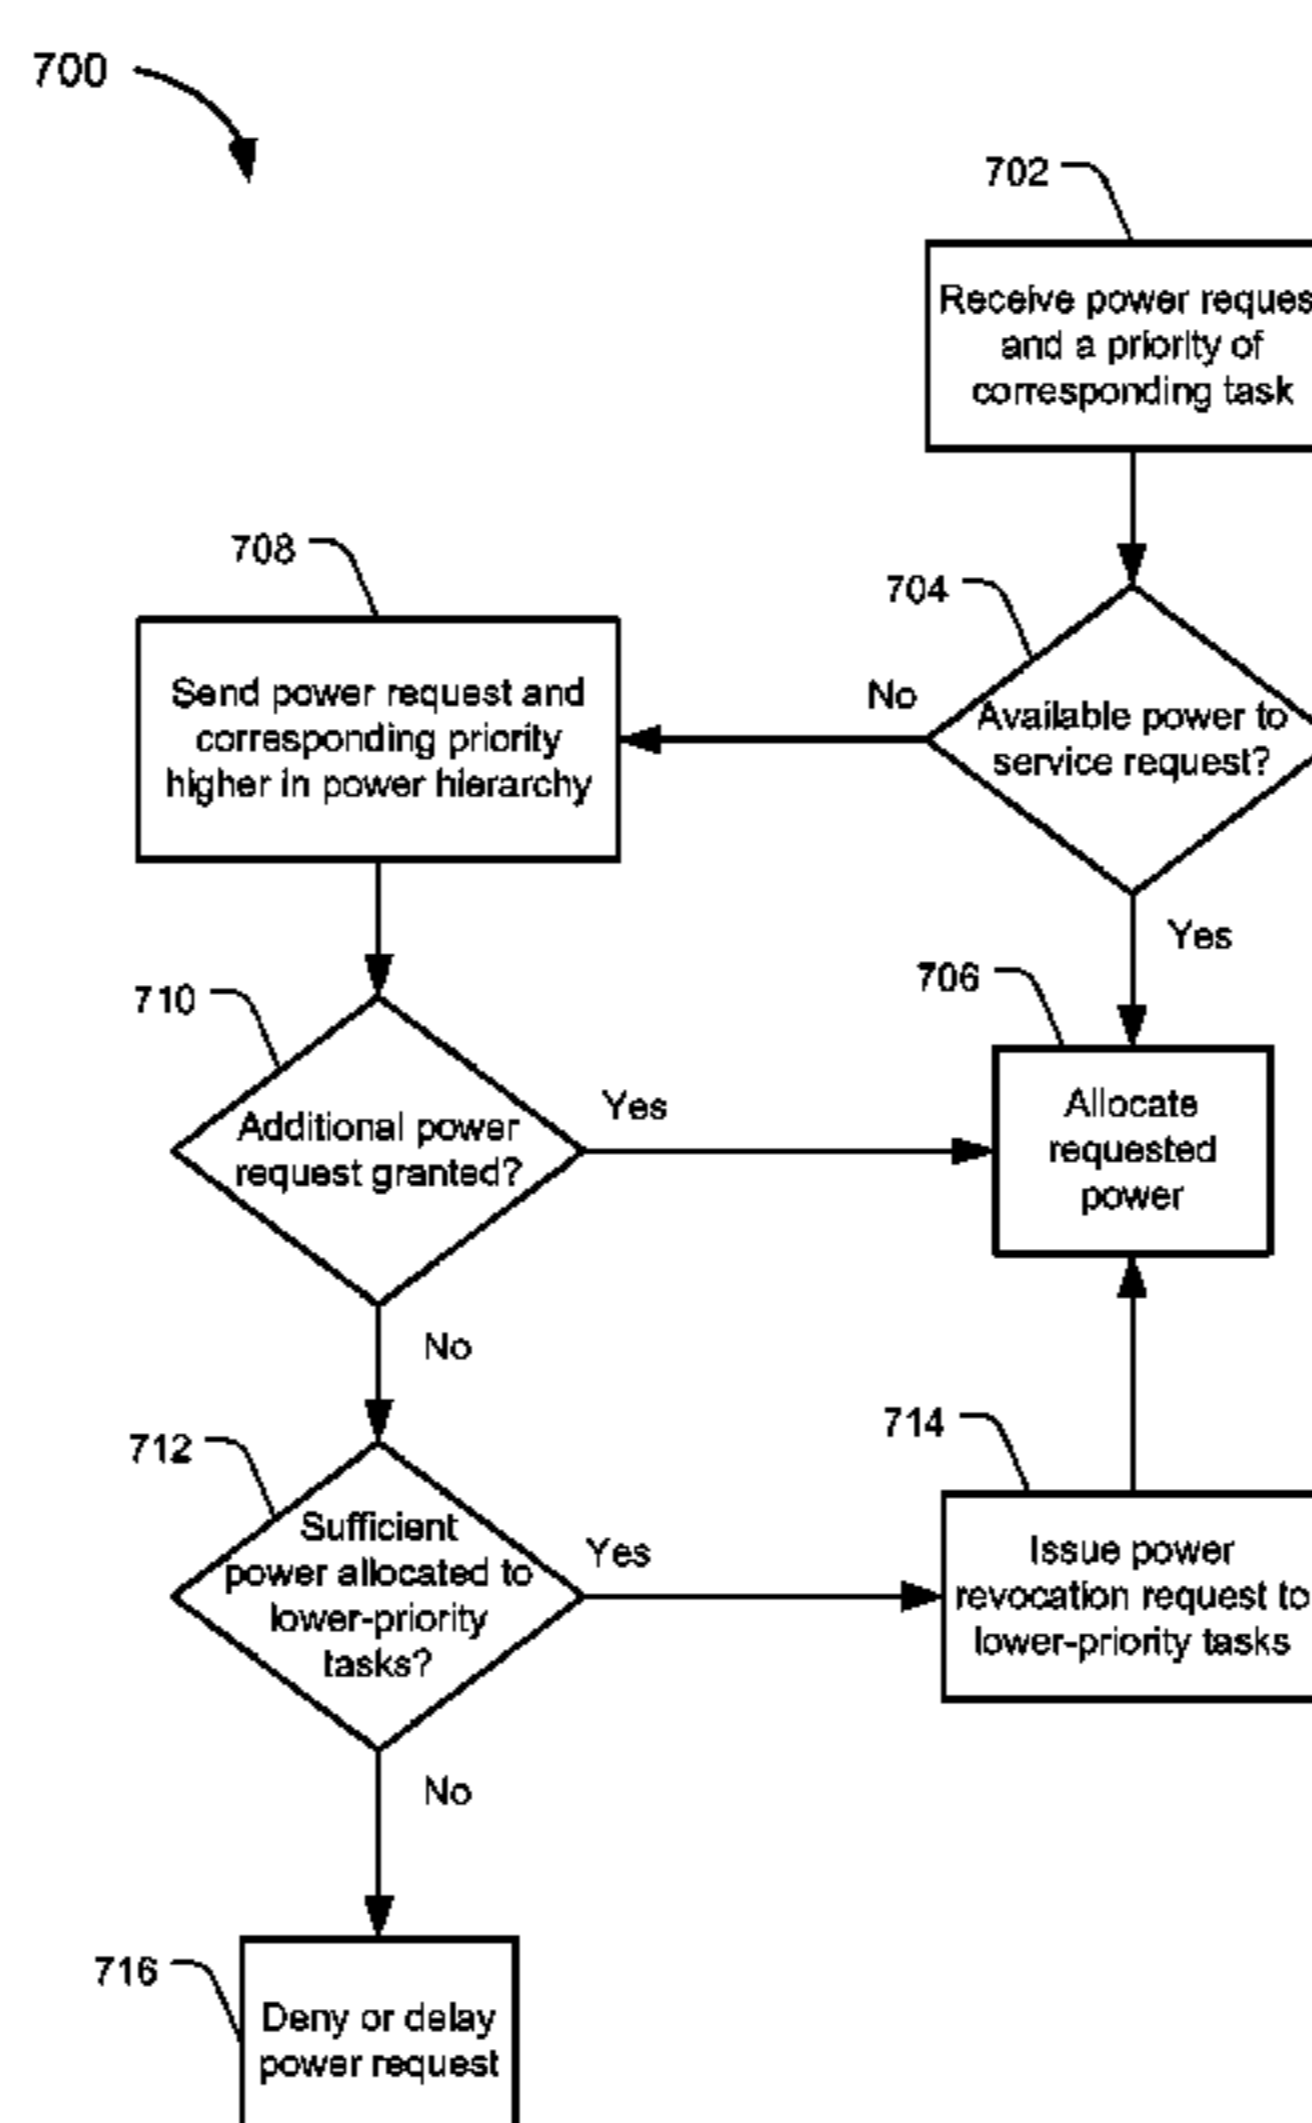 700
702
Receive power reques
and a priority of
corresponding task
708
704
Send power request and
corresponding priority
higher in power hierarchy
No
Available power to
service request?
Yes
710
706
Additional power
request granted?
Yes
Allocate
requested
power
No
712
714
Sufficient
power allocated to
lower-priority
tasks?
Yes
Issue power
revocation request to
lower-priority tasks
No
716
Deny or delay
power request